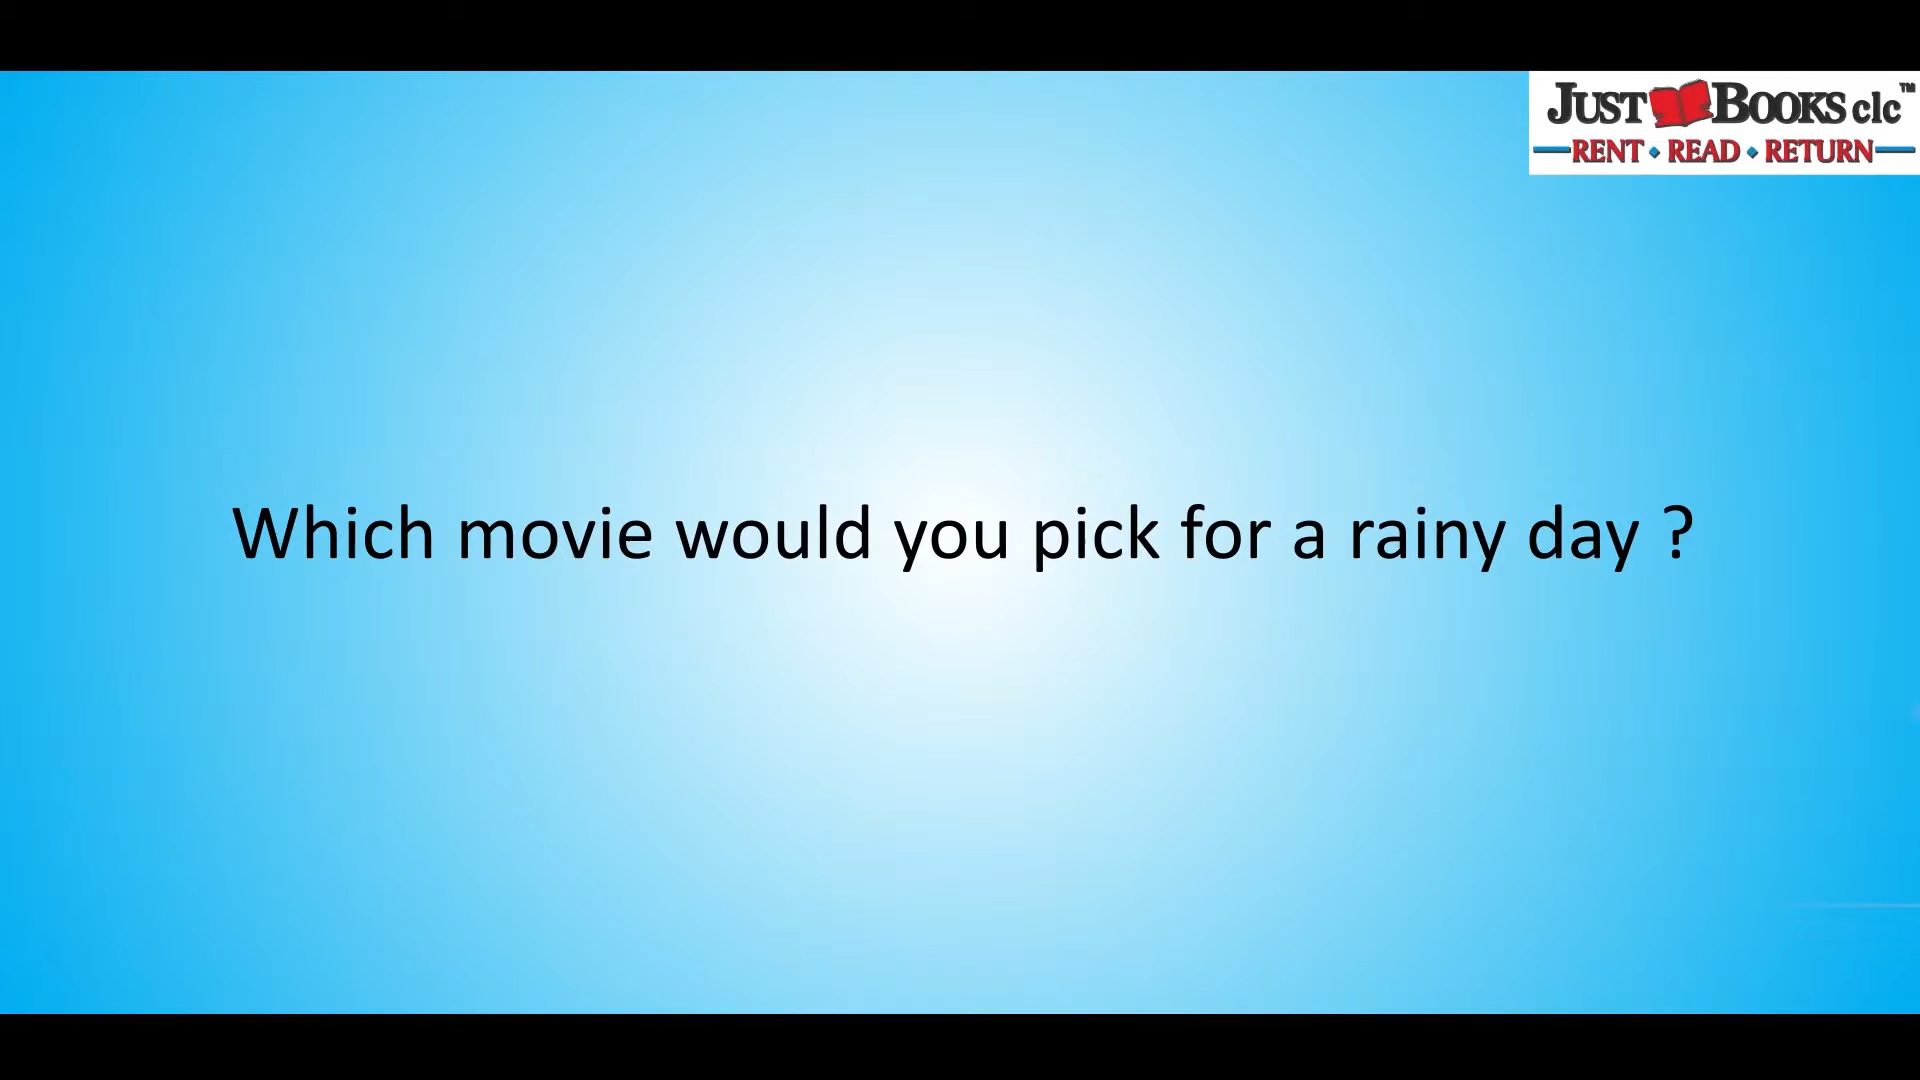 JUST BOOKS clc™
RENT • READ • RETURN
Which movie would you pick for a rainy day ?